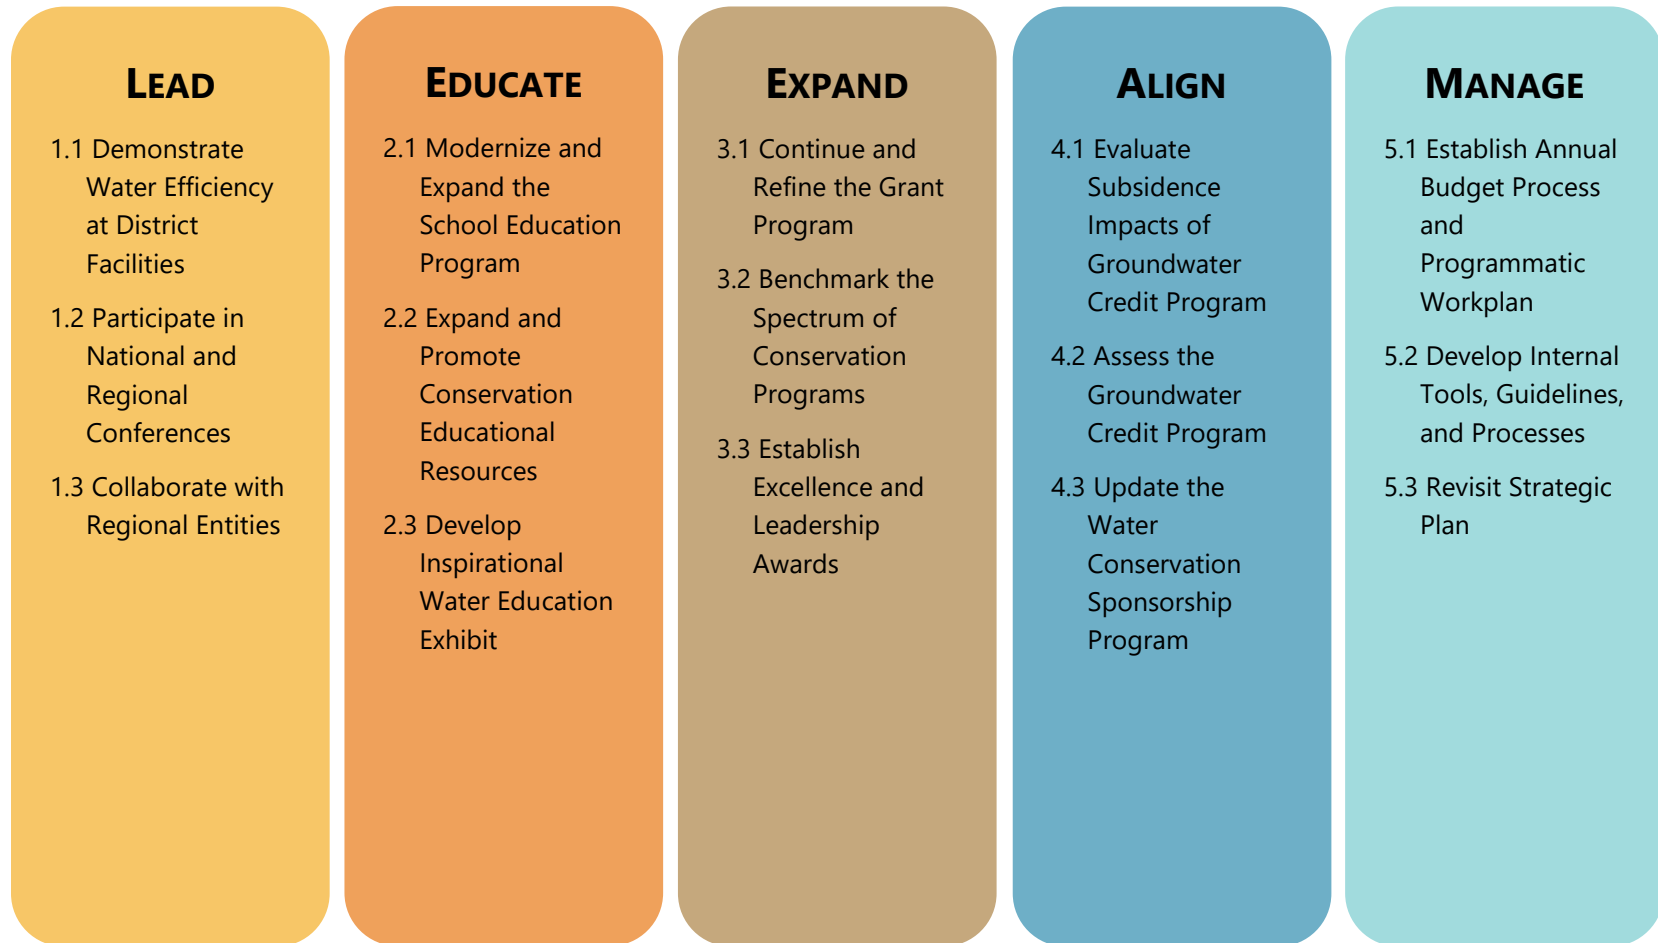 LEAD
1.1 Demonstrate
Water Efficiency
at District
Facilities
1.2 Participate in
National and
Regional
Conferences
1.3 Collaborate with
Regional Entities
EDUCATE
2.1 Modernize and
Expand the
School Education
Program
2.2 Expand and
Promote
Conservation
Educational
Resources
2.3 Develop
Inspirational
Water Education
Exhibit
EXPAND
3.1 Continue and
Refine the Grant
Program
3.2 Benchmark the
Spectrum of
Conservation
Programs
3.3 Establish
Excellence and
Leadership
Awards
ALIGN
4.1 Evaluate
Subsidence
Impacts of
Groundwater
Credit Program
4.2 Assess the
Groundwater
Credit Program
4.3 Update the
Water
Conservation
Sponsorship
Program
MANAGE
5.1 Establish Annual
Budget Process
and
Programmatic
Workplan
5.2 Develop Internal
Tools, Guidelines,
and Processes
5.3 Revisit Strategic
Plan